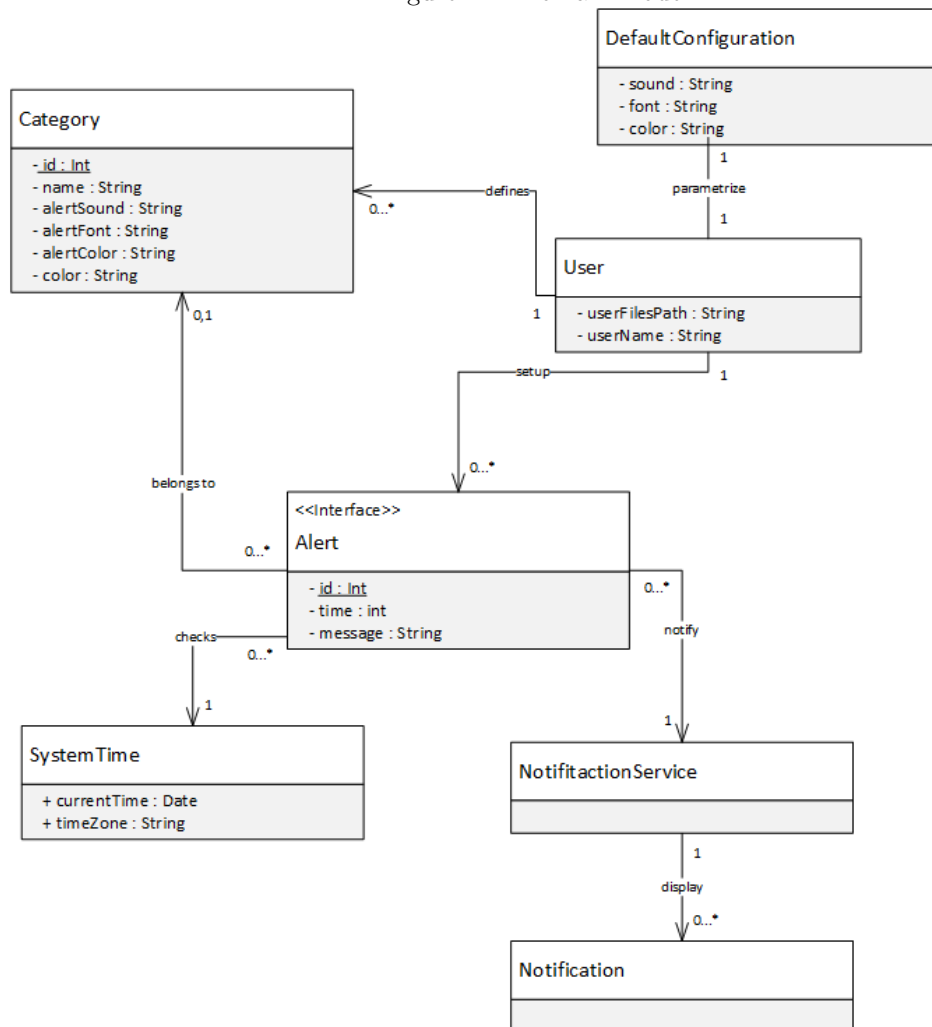 DefaultConfiguration
- sound : String
- font : String
- color : String
1
parametrize
1
Category
- id : Int
- name : String
- alertSound : String
- alertFont : String
- alertColor : String
- color : String
defines
0...*
1
User
- userFilesPath : String
- userName : String
1
setup
0...*
0,1
belongs to
0...*
<<Interface>>
Alert
- id : Int
- time : int
- message : String
0...*
notify
1
checks
0...*
1
SystemTime
+ currentTime : Date
+ timeZone : String
NotifitactionService
1
display
0...*
Notification